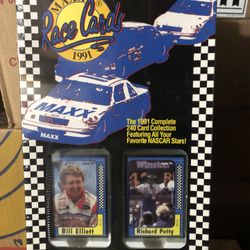 MAXX
Race Cards
1991
MAXX
The 1991 Complete
240 Card Collection
Featuring All Your
Favorite NASCAR Stars!
Bill Elliott
Winston
Richard Petty